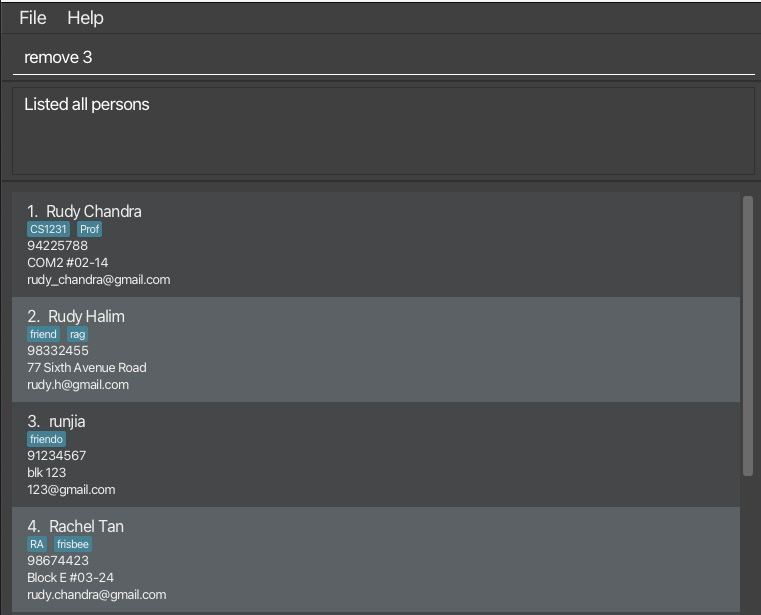 File Help
remove 3
Listed all persons
1. Rudy Chandra
CS1231 Prof
94225788
COM2 #02-14
rudy_chandra@gmail.com
2. Rudy Halim
friend rag
98332455
77 Sixth Avenue Road
rudy.h@gmail.com
3. runjia
friendo
91234567
blk 123
123@gmail.com
4. Rachel Tan
RA frisbee
98674423
Block E #03-24
rudy.chandra@gmail.com